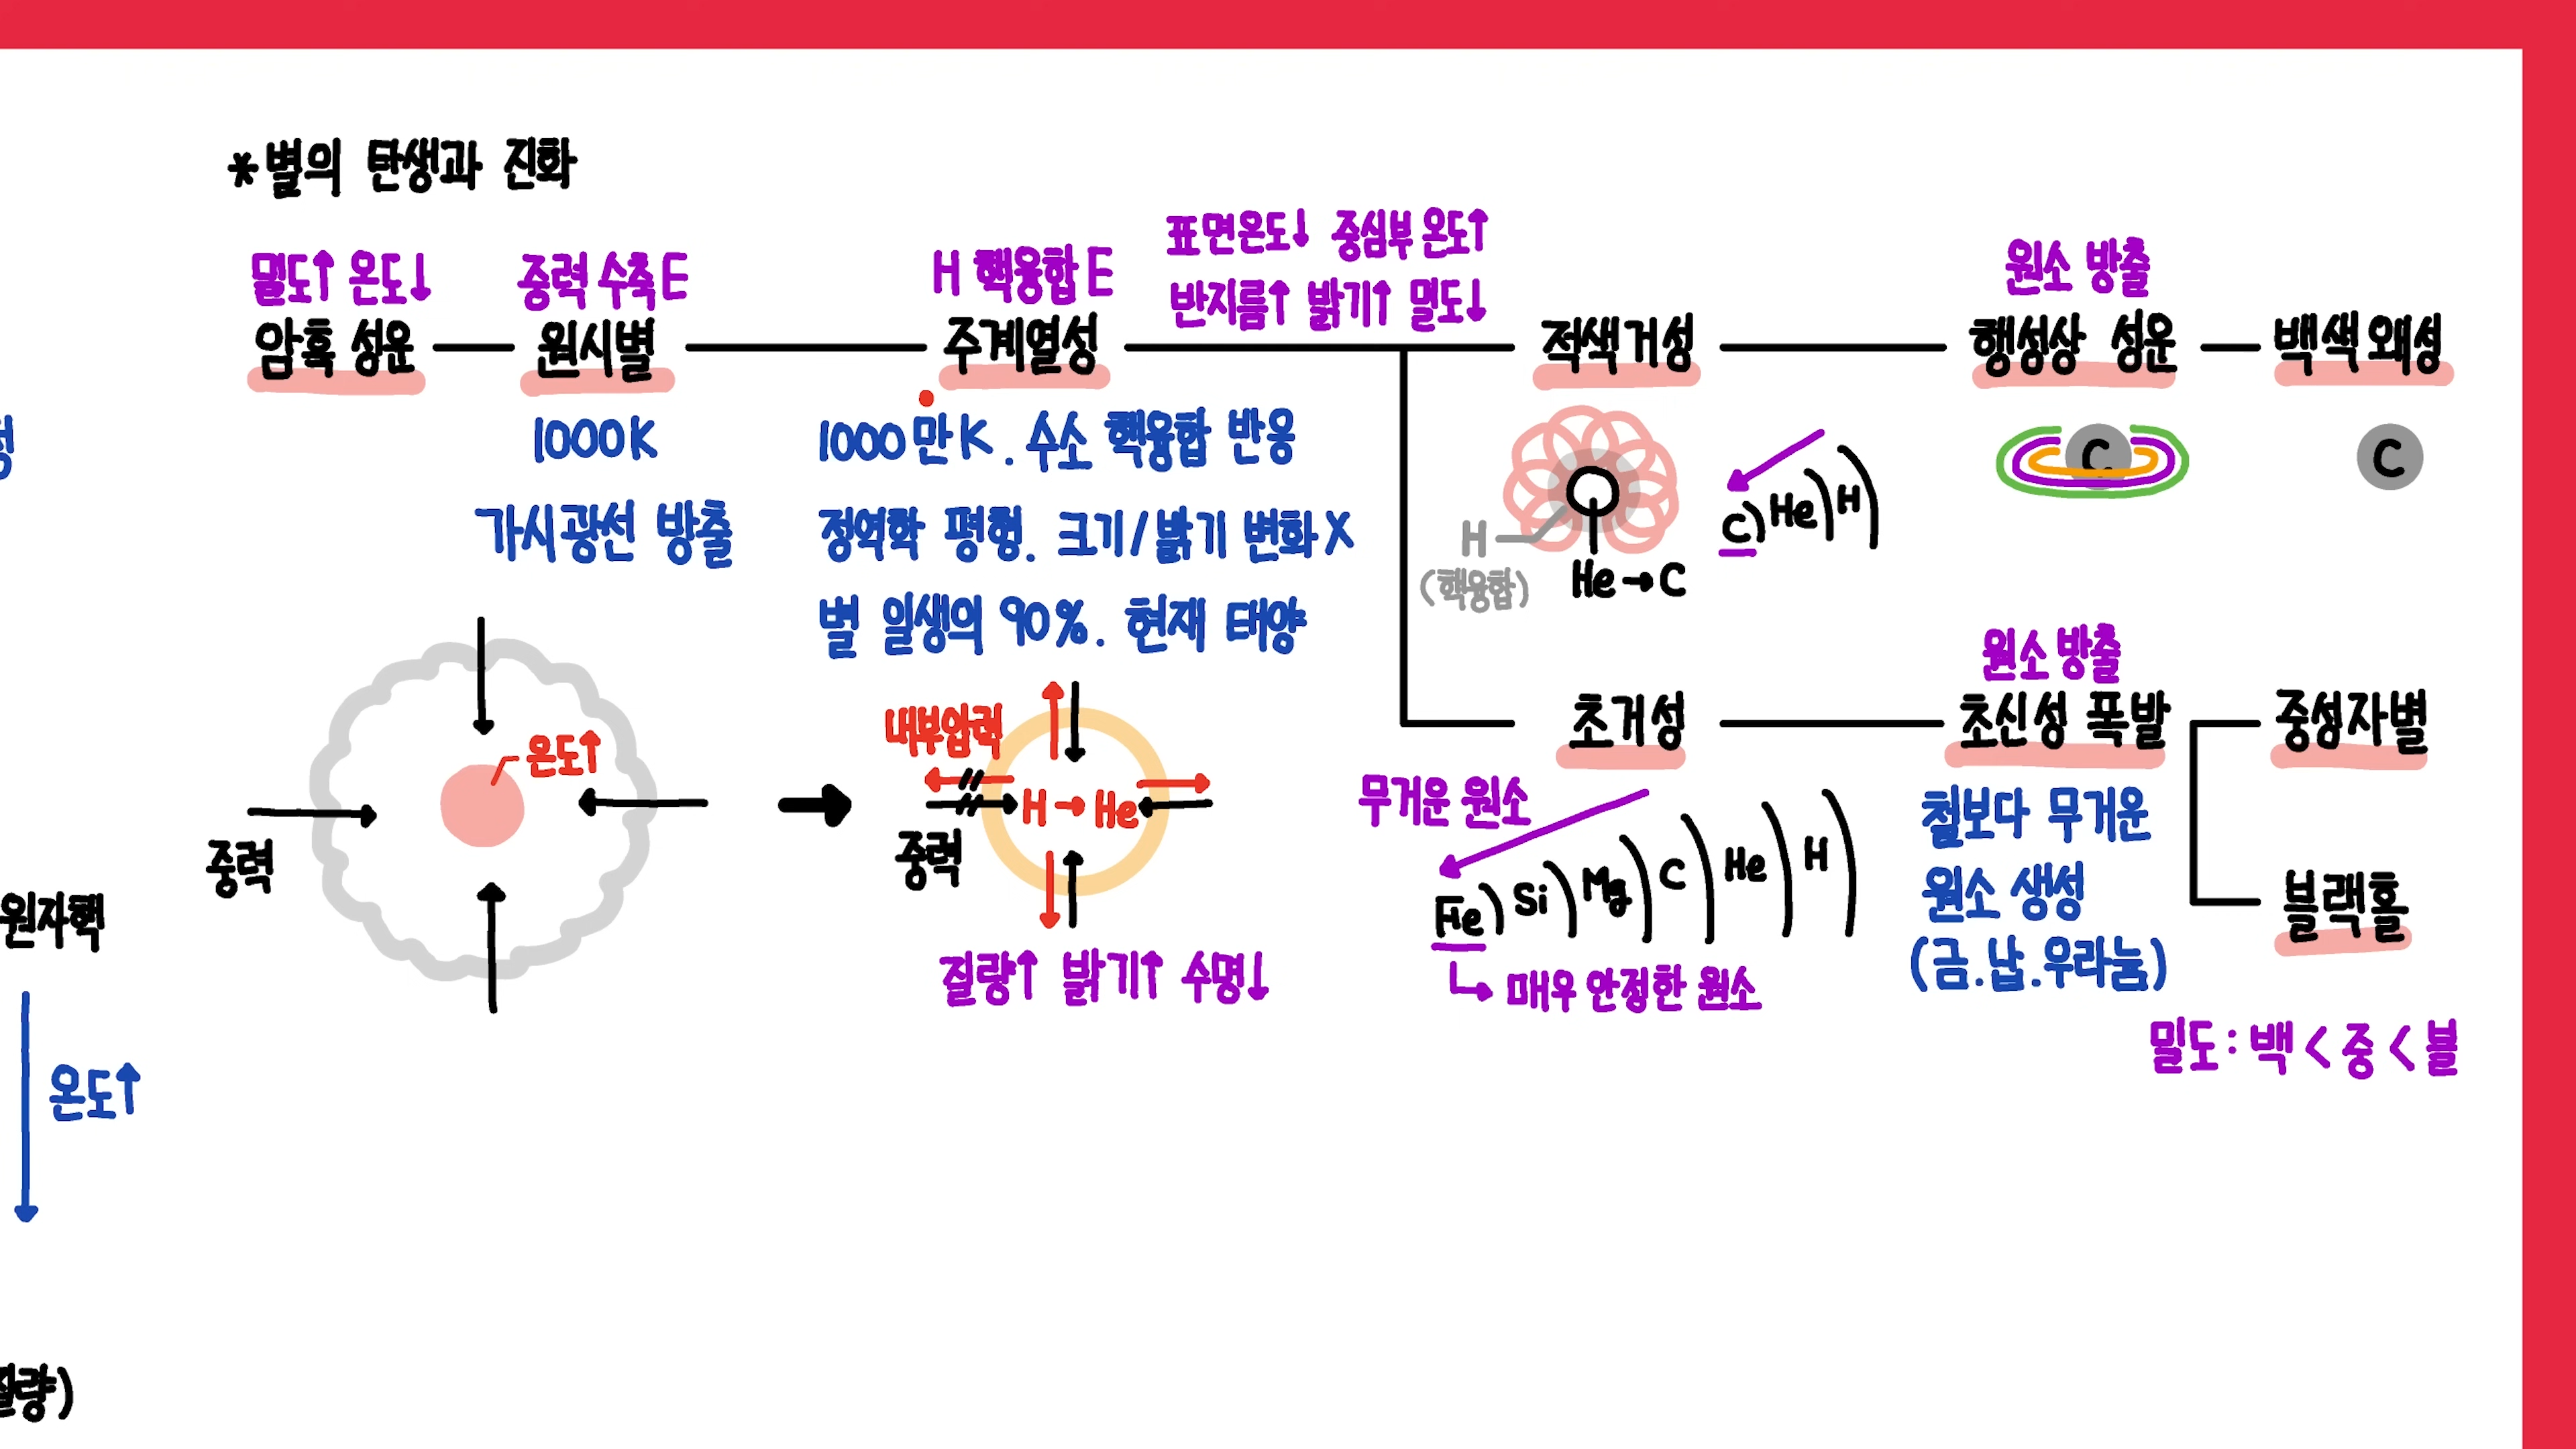 *별의 탄생과 진화
밀도↑ 온도↓
암흑 성운
중력 수축 E
원시별
1000K
가시광선 방출
H 핵융합 E
주계열성
1000만 K. 수소 핵융합 반응
정역학 평형. 크기/밝기 변화 X
별 일생의 90%. 현재 태양
표면온도↓ 중심부 온도↑
반지름↑ 밝기↑ 밀도↓
적색거성
H
(핵융합)
He→C
C) He) H)
원소 방출
행성상 성운
C
백색왜성
C
온도↑
중력
내부압력
H→He
중력
질량↑ 밝기↑ 수명↓
초거성
무거운 원소
Fe) Si) Mg) C) He) H)
↳ 매우 안정한 원소
원소 방출
초신성 폭발
철보다 무거운
원소 생성
(금.납.우라늄)
중성자별
블랙홀
밀도: 백 < 중 < 블
원자핵
온도↑
질량)